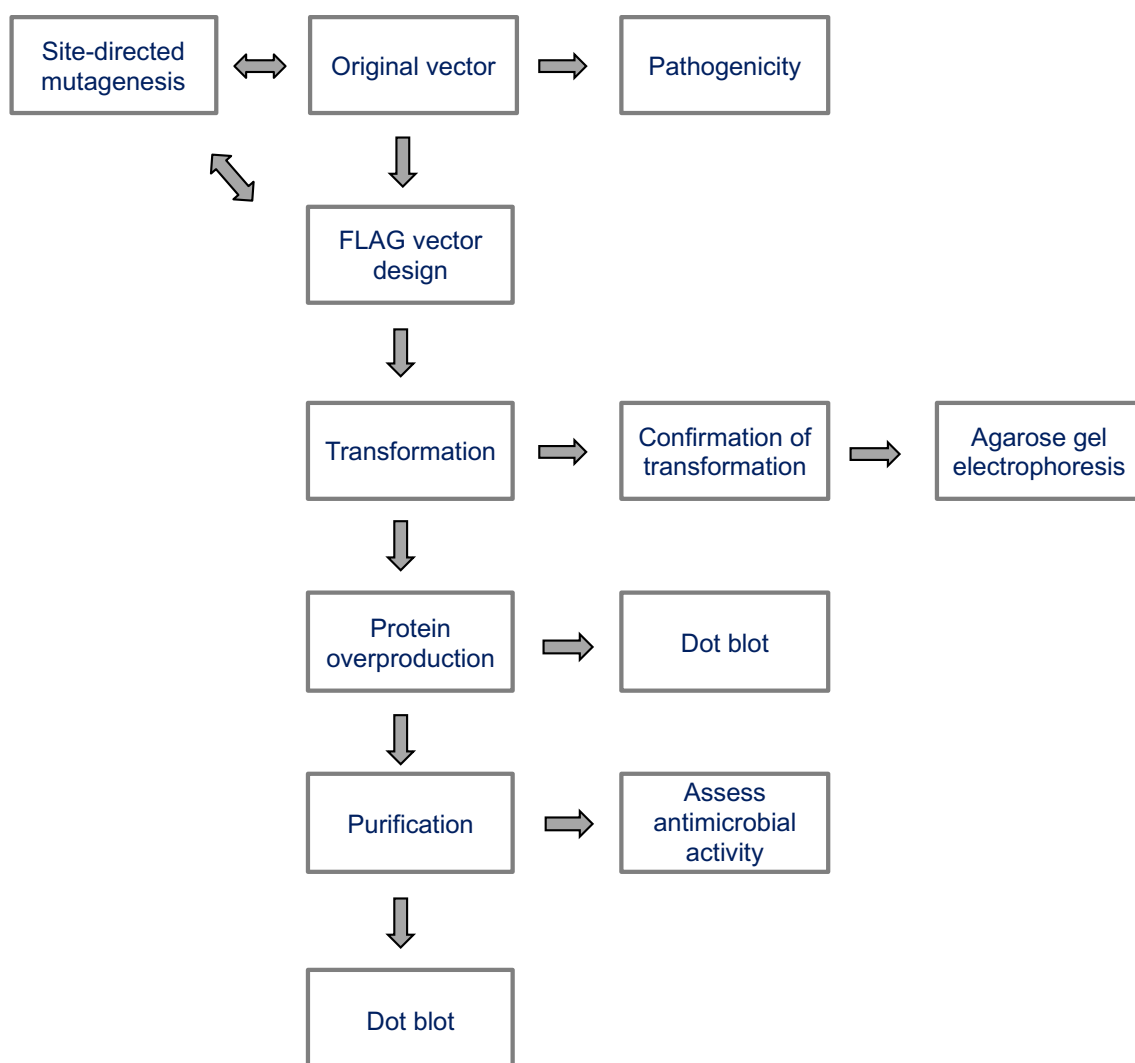 Site-directed
mutagenesis
Original vector
Pathogenicity
FLAG vector
design
Transformation
Confirmation of
transformation
Agarose gel
electrophoresis
Protein
overproduction
Dot blot
Purification
Assess
antimicrobial
activity
Dot blot